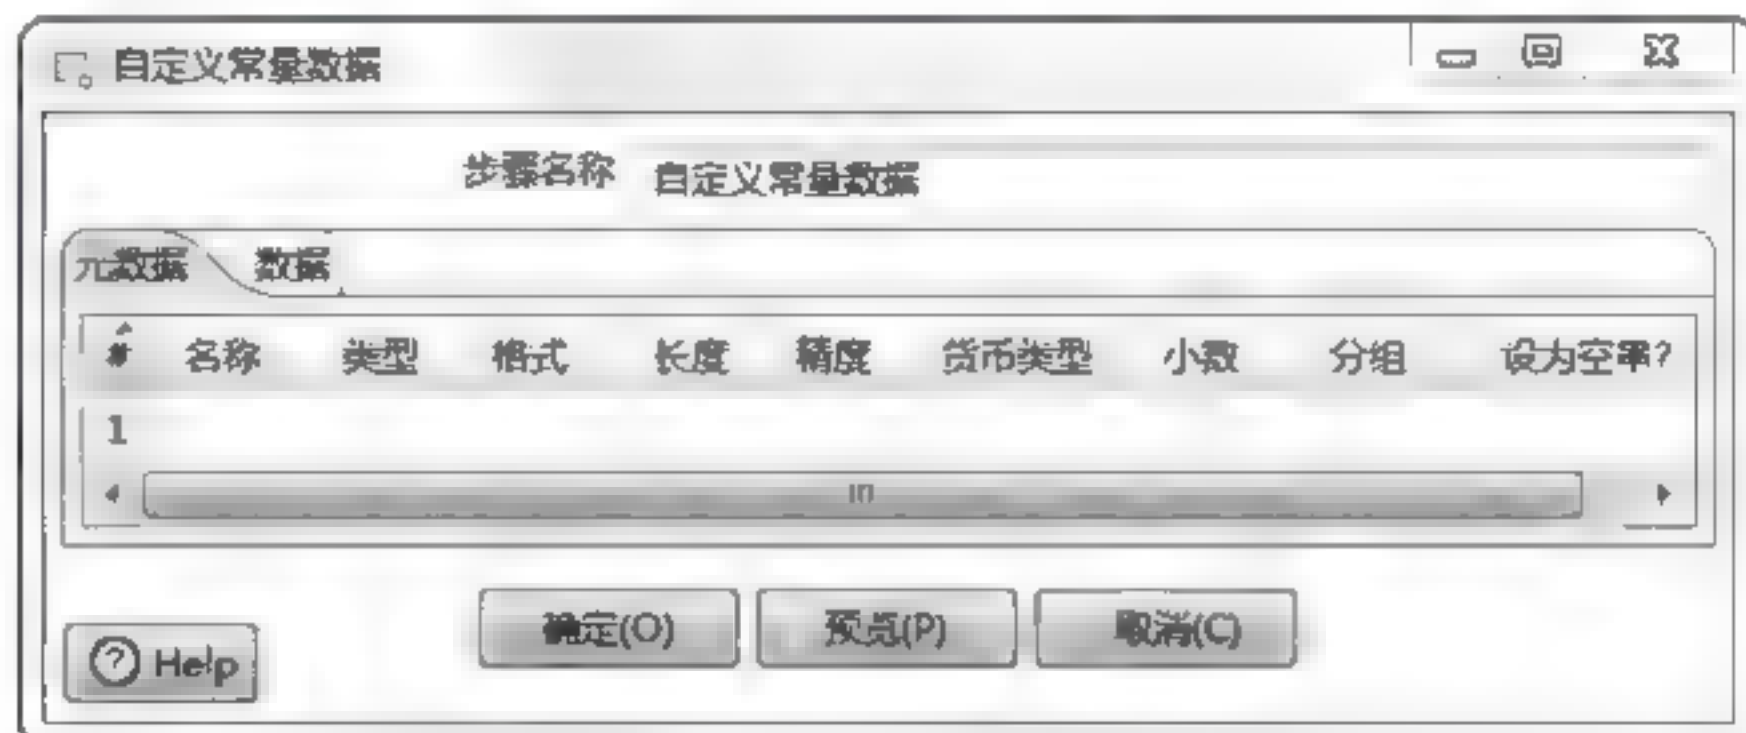 自定义常量数据
步骤名称 自定义常量数据
元数据 数据
# 名称 类型 格式 长度 精度 货币类型 小数 分组 设为空串?
1
确定(O) 预览(P) 取消(C)
Help